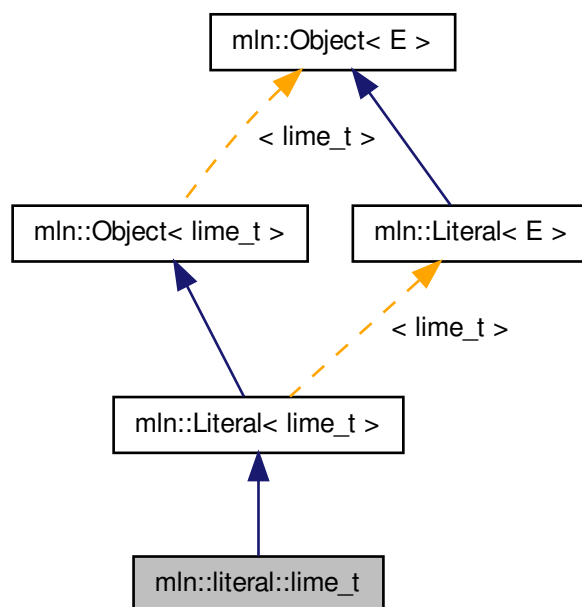 mln::Object< E >
< lime_t >
mln::Object< lime_t >
mln::Literal< E >
< lime_t >
mln::Literal< lime_t >
mln::literal::lime_t